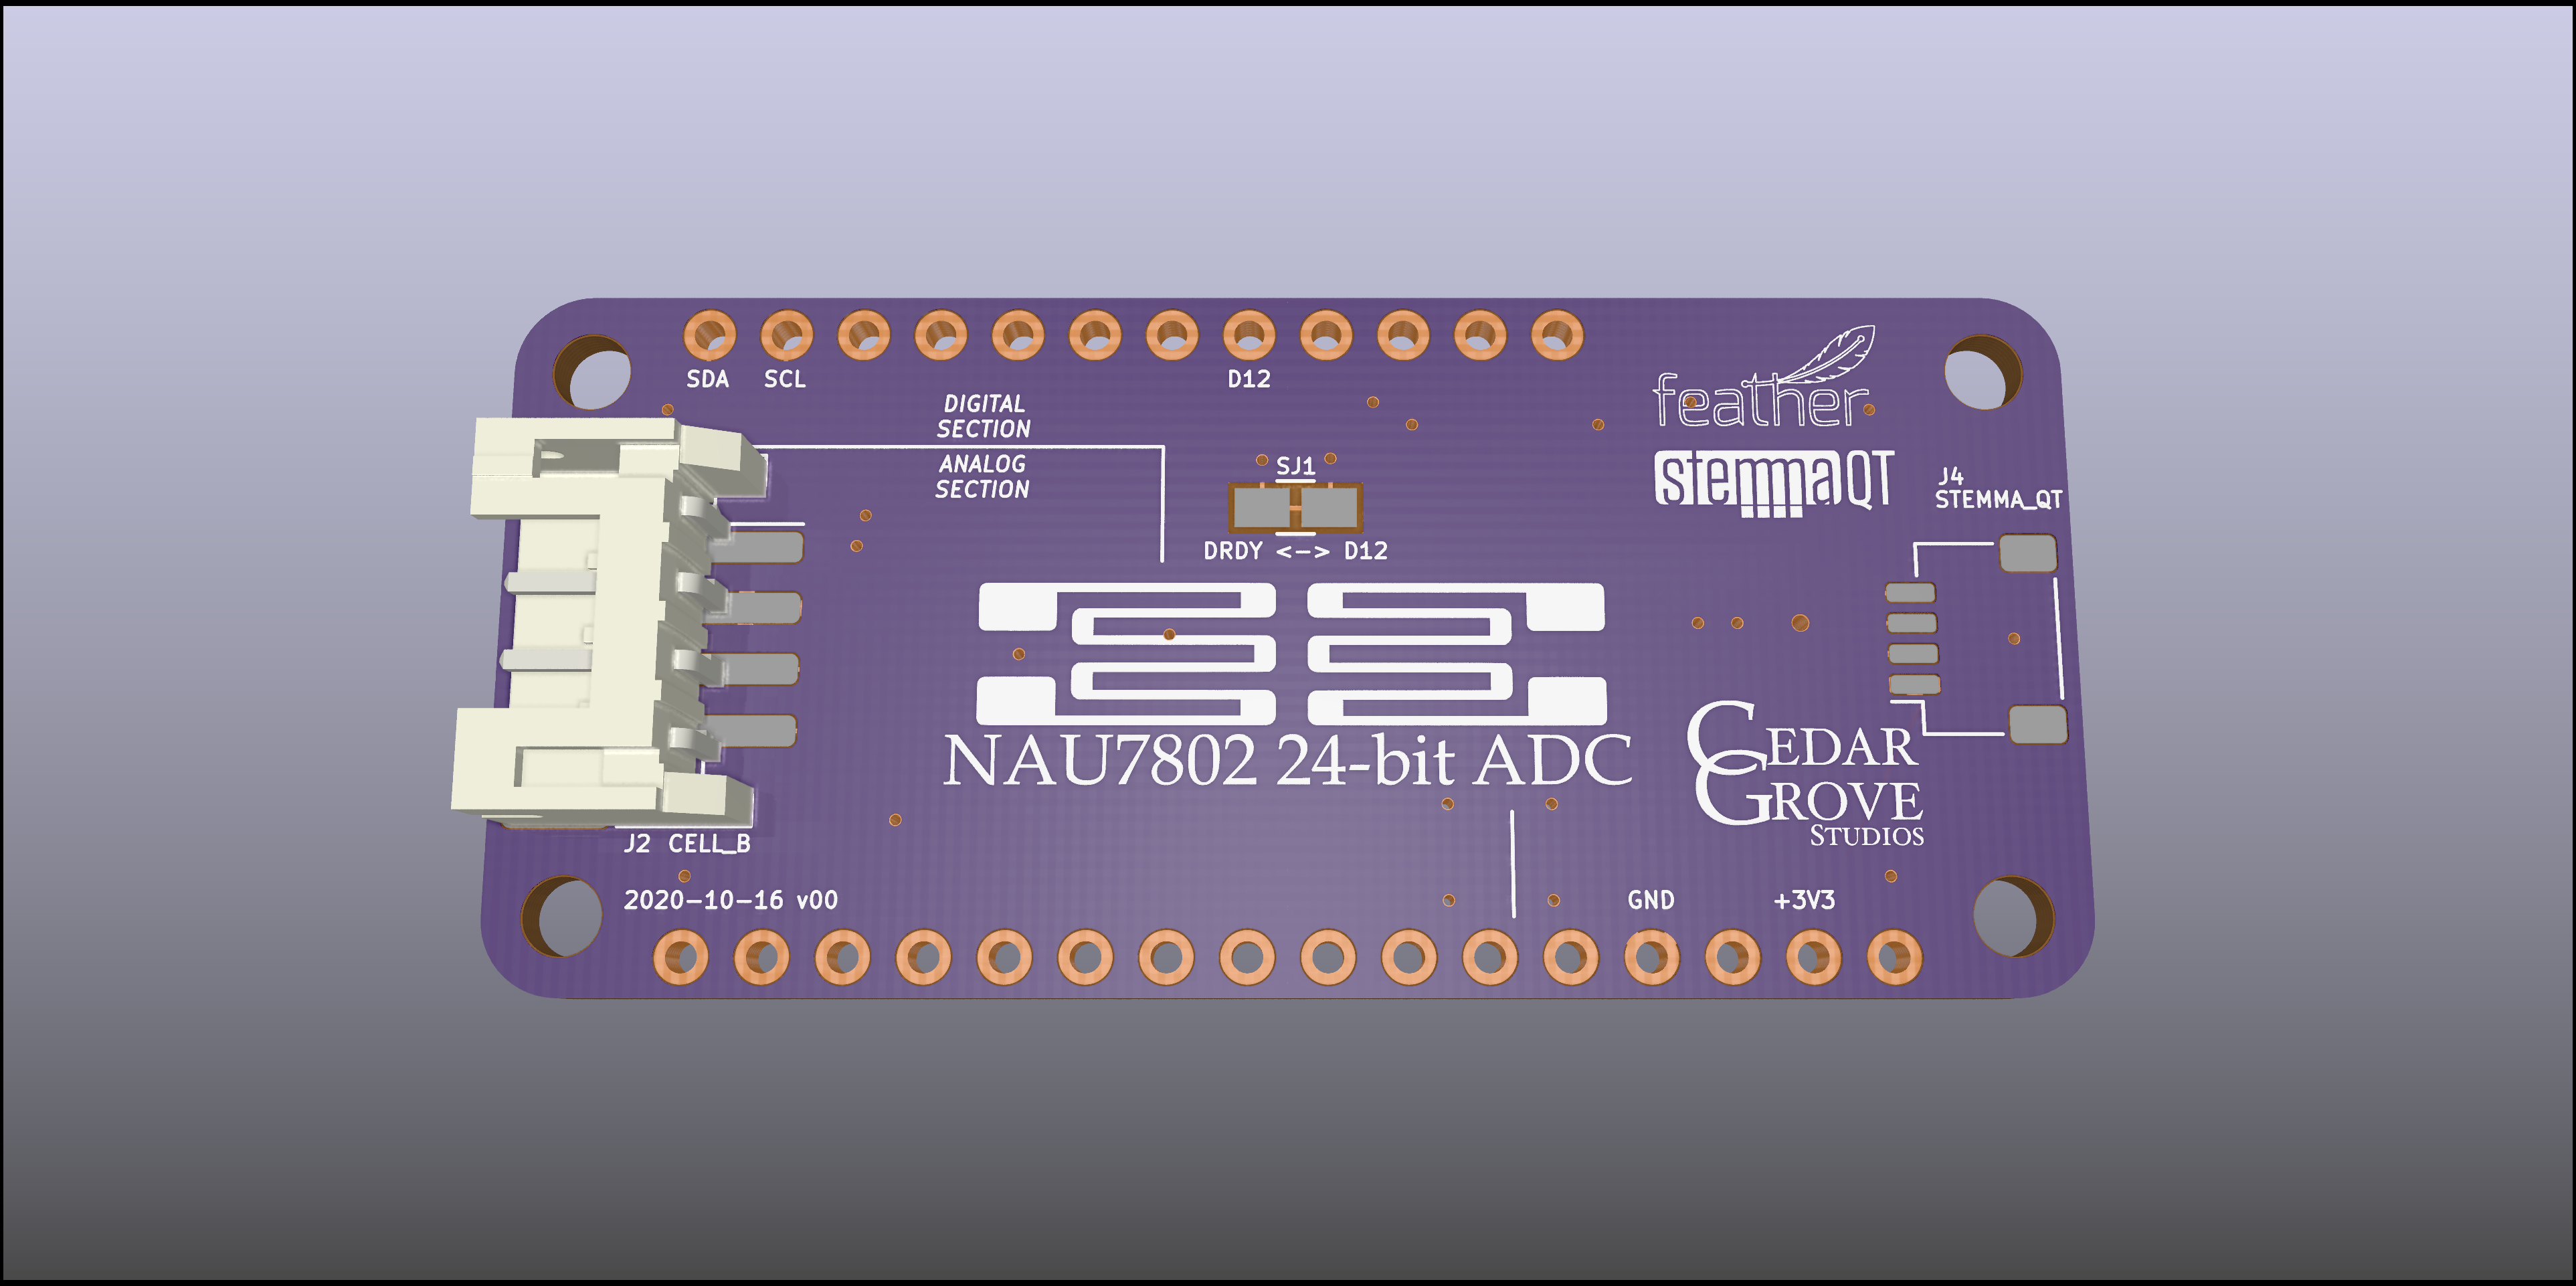 SDA SCL D12
DIGITAL
SECTION
ANALOG
SECTION
feather
stemma QT
SJ1
DRDY <-> D12
J4
STEMMA_QT
NAU7802 24-bit ADC
CEDAR
GROVE
STUDIOS
J2 CELL_B
2020-10-16 v00
GND +3V3